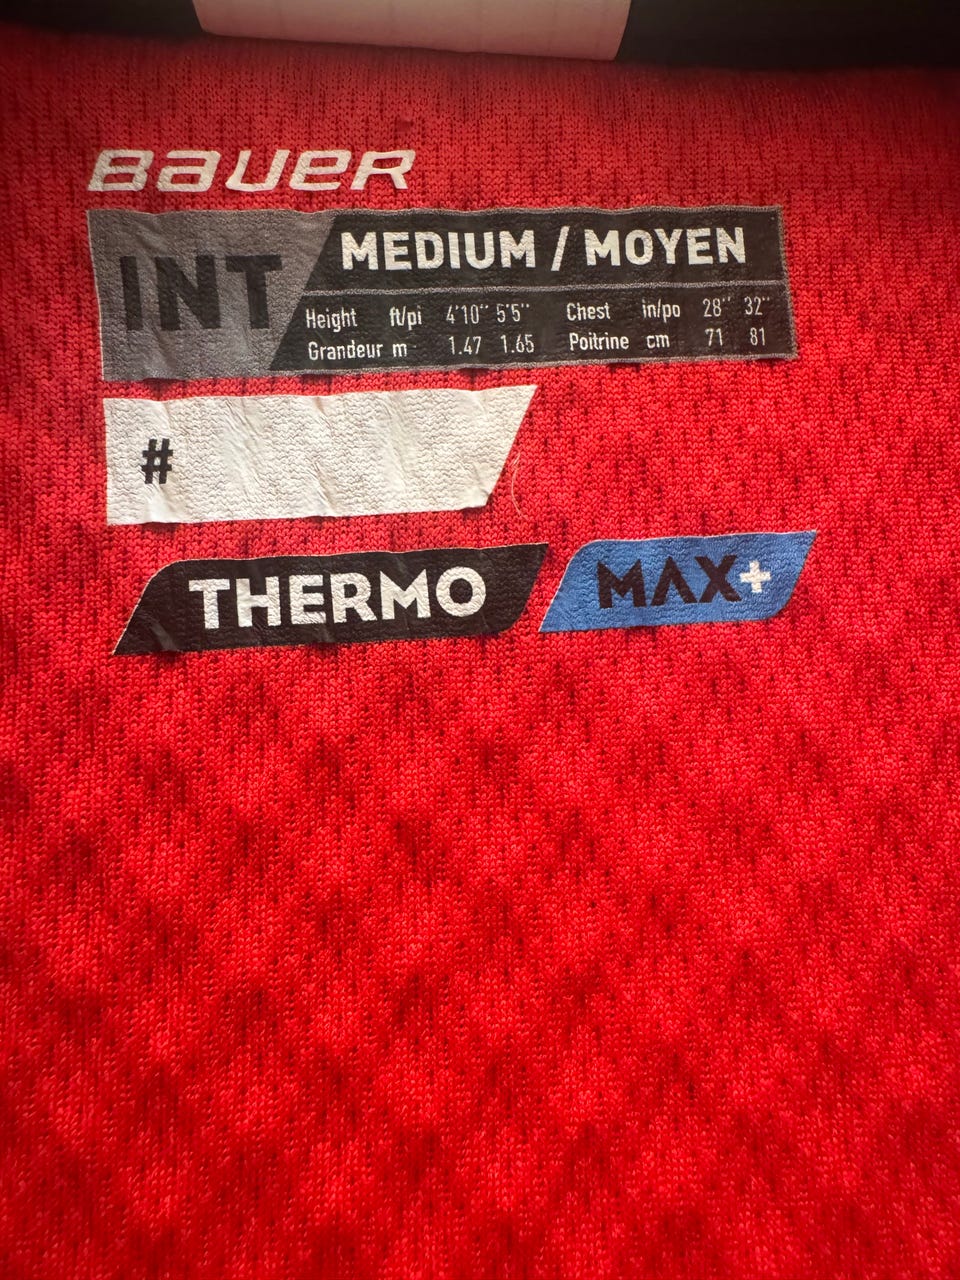 BAUER
INT
MEDIUM / MOYEN
Height ft/pi 4'10'' 5'5'' Chest in/po 28'' 32''
Grandeur m 1.47 1.65 Poitrine cm 71 81
#
THERMO MAX+